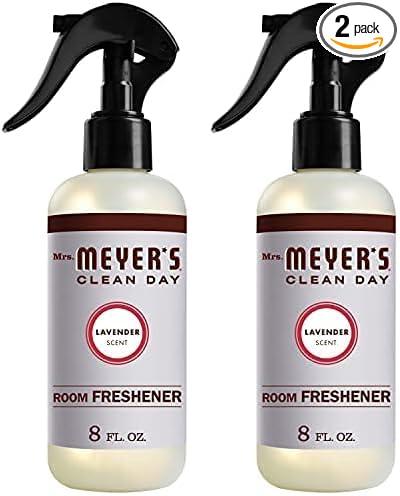 2
pack
Mrs. MEYER'S
CLEAN DAY
LAVENDER
SCENT
ROOM FRESHENER
8 FL. OZ.
Mrs. MEYER'S
CLEAN DAY
LAVENDER
SCENT
ROOM FRESHENER
8 FL. OZ.